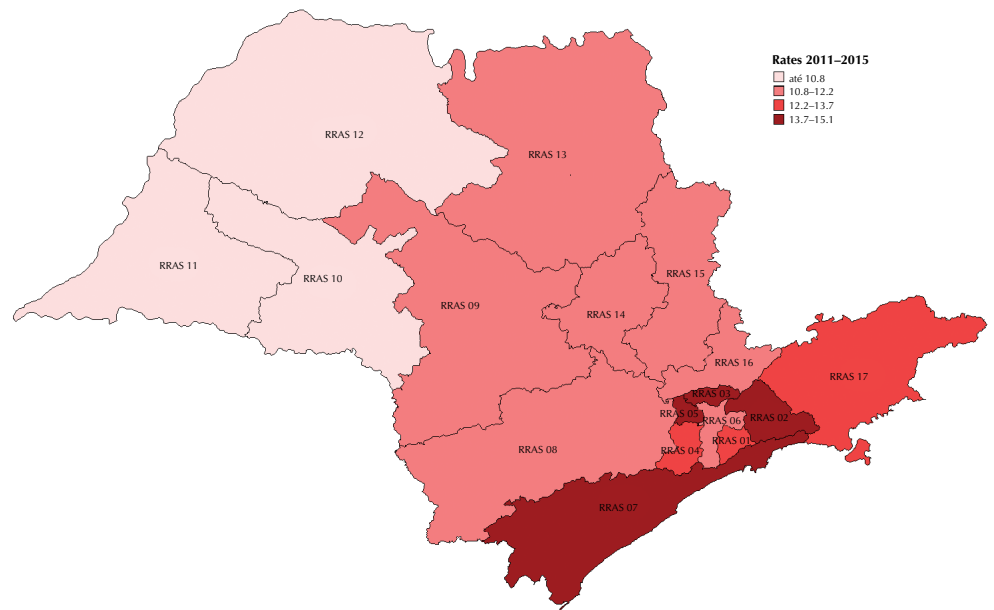 Rates 2011–2015
até 10.8
10.8–12.2
12.2–13.7
13.7–15.1
RRAS 12
RRAS 13
RRAS 11
RRAS 10
RRAS 15
RRAS 09
RRAS 14
RRAS 16
RRAS 17
RRAS 03
RRAS 05
RRAS 06
RRAS 02
RRAS 01
RRAS 04
RRAS 08
RRAS 07